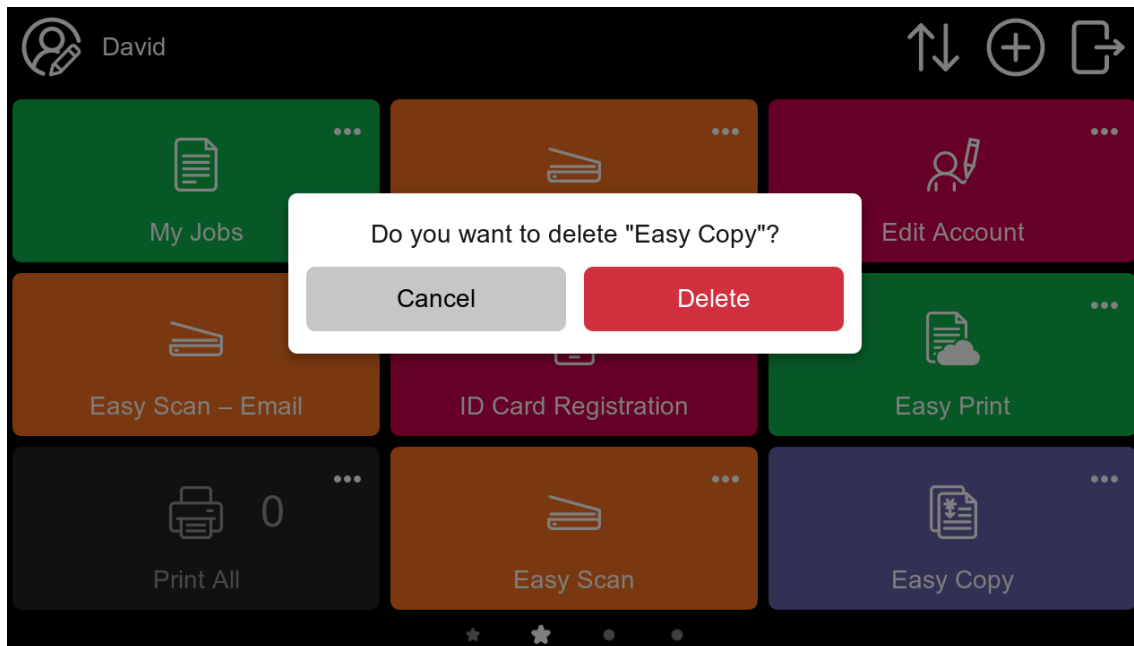 David
My Jobs
Edit Account
Do you want to delete "Easy Copy"?
Cancel
Delete
Easy Scan – Email
ID Card Registration
Easy Print
0
Print All
Easy Scan
Easy Copy